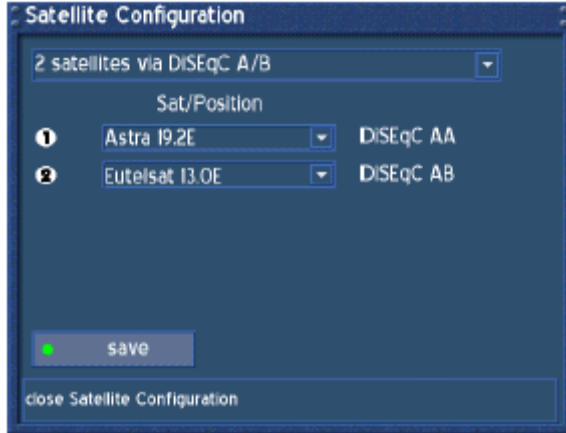 Satellite Configuration
2 satellites via DiSEqC A/B
Sat/Position
1 Astra 19.2E DiSEqC AA
2 Eutelsat 13.0E DiSEqC AB
save
close Satellite Configuration